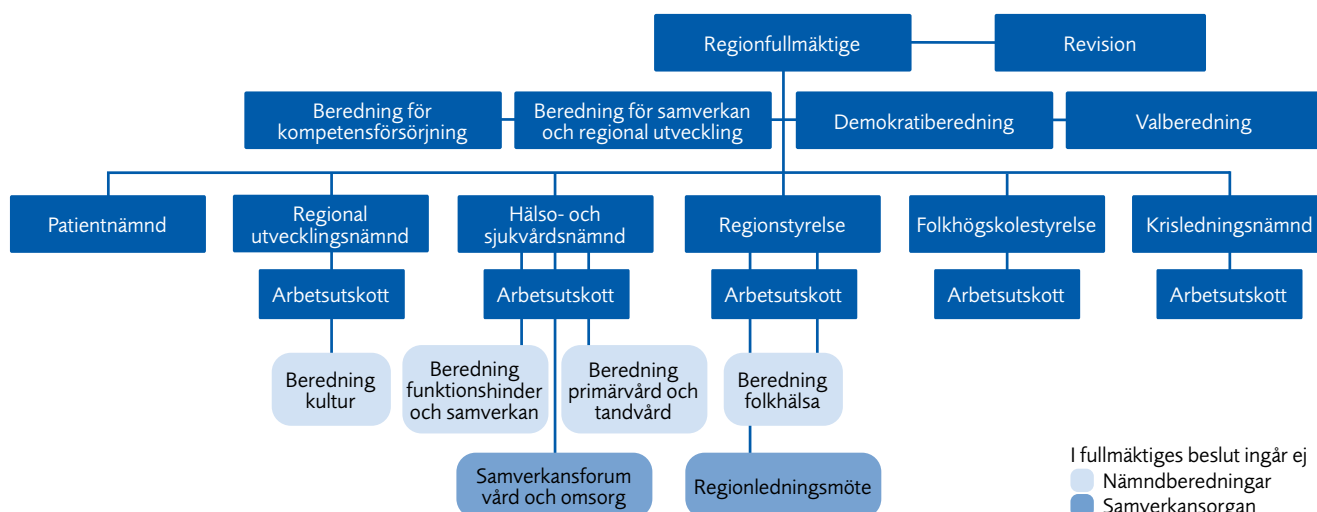 Regionfullmäktige
Revision
Beredning för
kompetensförsörjning
Beredning för samverkan
och regional utveckling
Demokratiberedning
Valberedning
Patientnämnd
Regional
utvecklingsnämnd
Hälso- och
sjukvårdsnämnd
Regionstyrelse
Folkhögskolestyrelse
Krisledningsnämnd
Arbetsutskott
Arbetsutskott
Arbetsutskott
Arbetsutskott
Arbetsutskott
Beredning
kultur
Beredning
funktionshinder
och samverkan
Beredning
primärvård och
tandvård
Beredning
folkhälsa
Samverkansforum
vård och omsorg
Regionledningsmöte
I fullmäktiges beslut ingår ej
Nämndberedningar
Samverkansorgan